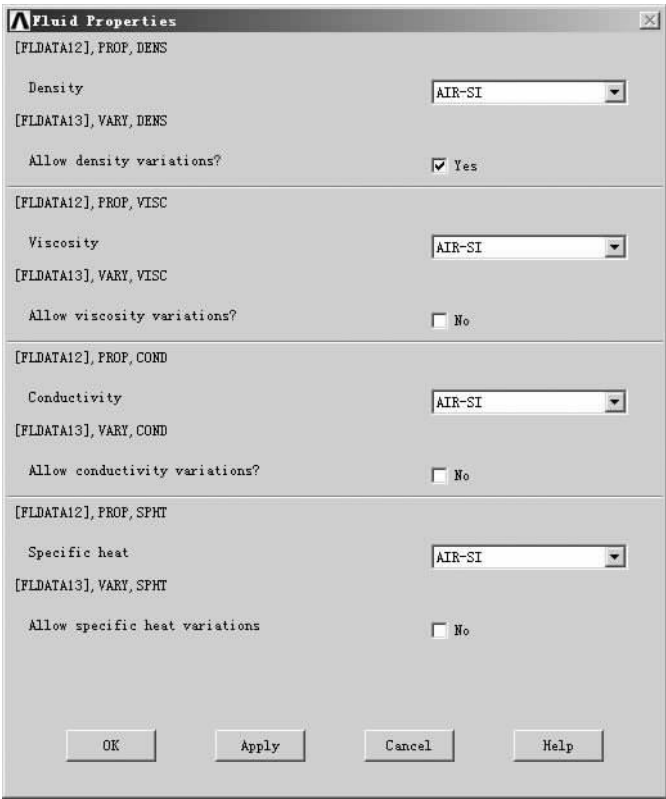 Fluid Properties
[FLDATA12], PROP, DENS
Density AIR-SI
[FLDATA13], VARY, DENS
Allow density variations? Yes
[FLDATA12], PROP, VISC
Viscosity AIR-SI
[FLDATA13], VARY, VISC
Allow viscosity variations? No
[FLDATA12], PROP, COND
Conductivity AIR-SI
[FLDATA13], VARY, COND
Allow conductivity variations? No
[FLDATA12], PROP, SPHT
Specific heat AIR-SI
[FLDATA13], VARY, SPHT
Allow specific heat variations No
OK Apply Cancel Help